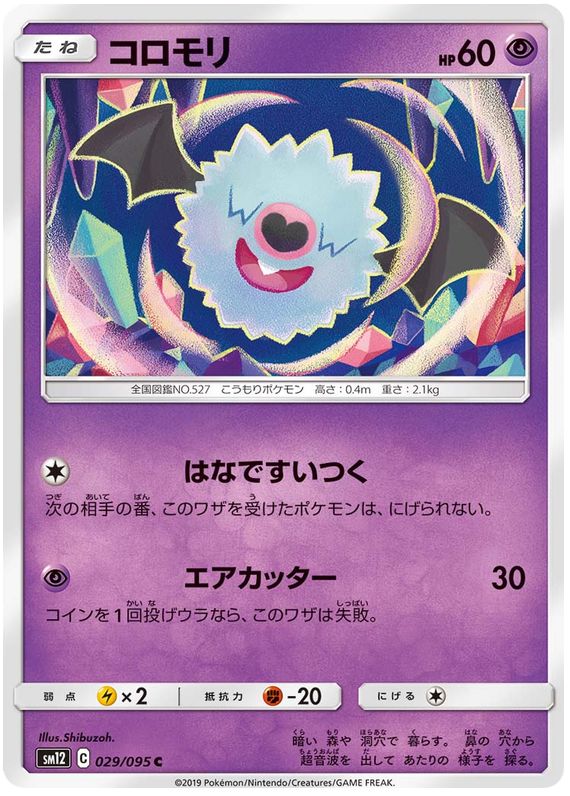 たね コロモリ HP60
全国図鑑NO.527 こうもりポケモン 高さ:0.4m 重さ:2.1kg
はなですいつく
次の相手の番、このワザを受けたポケモンは、にげられない。
エアカッター 30
コインを1回投げウラなら、このワザは失敗。
弱点 ×2 抵抗力 -20 にげる
Illus.Shibuzoh.
SM12 C 029/095 C
暗い 森や 洞穴で 暮らす。 鼻の 穴から
超音波を 出して あたりの 様子を 探る。
©2019 Pokémon/Nintendo/Creatures/GAME FREAK.